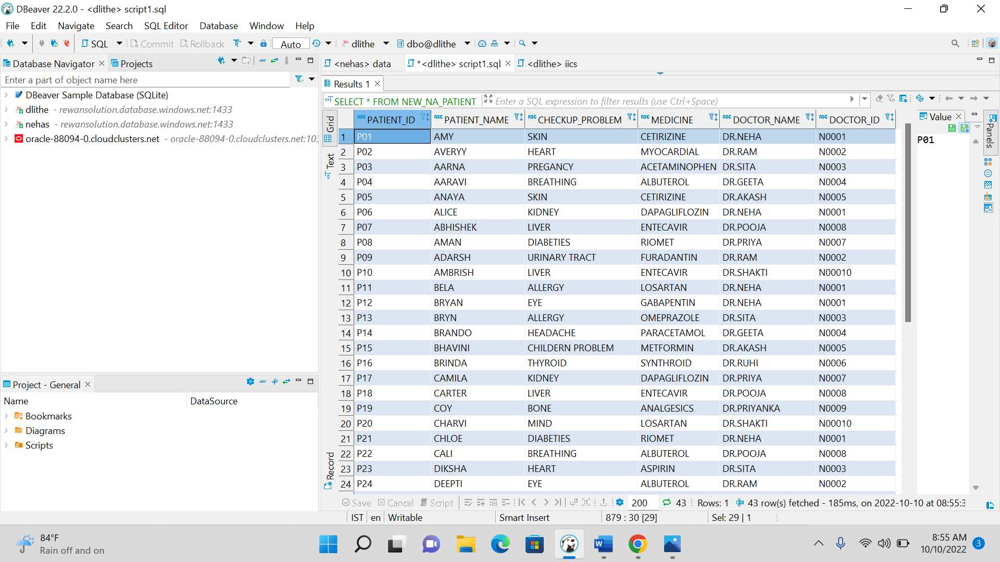 DBeaver 22.2.0 - <dlithe> script1.sql
File Edit Navigate Search SQL Editor Database Window Help
SQL Commit Rollback Auto dlithe dbo@dlithe
Database Navigator Projects
<nehas> data *<dlithe> script1.sql <dlithe> iics
Enter a part of object name here
DBeaver Sample Database (SQLite)
dlithe - rewansolution.database.windows.net:1433
nehas - rewansolution.database.windows.net:1433
oracle-88094-0.cloudclusters.net - oracle-88094-0.cloudclusters.net:103
Project - General
Name DataSource
Bookmarks
Diagrams
Scripts
Results 1
SELECT * FROM NEW_NA_PATIENT Enter a SQL expression to filter results (use Ctrl+Space)
Grid
Text
Record
PATIENT_ID PATIENT_NAME CHECKUP_PROBLEM MEDICINE DOCTOR_NAME DOCTOR_ID
1 P01 AMY SKIN CETIRIZINE DR.NEHA N0001
2 P02 AVERYY HEART MYOCARDIAL DR.RAM N0002
3 P03 AARNA PREGANCY ACETAMINOPHEN DR.SITA N0003
4 P04 AARAVI BREATHING ALBUTEROL DR.GEETA N0004
5 P05 ANAYA SKIN CETIRIZINE DR.AKASH N0005
6 P06 ALICE KIDNEY DAPAGLIFLOZIN DR.NEHA N0001
7 P07 ABHISHEK LIVER ENTECAVIR DR.POOJA N0008
8 P08 AMAN DIABETIES RIOMET DR.PRIYA N0007
9 P09 ADARSH URINARY TRACT FURADANTIN DR.RAM N0002
10 P10 AMBRISH LIVER ENTECAVIR DR.SHAKTI N00010
11 P11 BELA ALLERGY LOSARTAN DR.NEHA N0001
12 P12 BRYAN EYE GABAPENTIN DR.NEHA N0001
13 P13 BRYN ALLERGY OMEPRAZOLE DR.SITA N0003
14 P14 BRANDO HEADACHE PARACETAMOL DR.GEETA N0004
15 P15 BHAVINI CHILDERN PROBLEM METFORMIN DR.AKASH N0005
16 P16 BRINDA THYROID SYNTHROID DR.RUHI N0006
17 P17 CAMILA KIDNEY DAPAGLIFLOZIN DR.PRIYA N0007
18 P18 CARTER LIVER ENTECAVIR DR.POOJA N0008
19 P19 COY BONE ANALGESICS DR.PRIYANKA N0009
20 P20 CHARVI MIND LOSARTAN DR.SHAKTI N00010
21 P21 CHLOE DIABETIES RIOMET DR.NEHA N0001
22 P22 CALI BREATHING ALBUTEROL DR.POOJA N0008
23 P23 DIKSHA HEART ASPIRIN DR.SITA N0003
24 P24 DEEPTI EYE ALBUTEROL DR.RAM N0002
Value
P01
Panels
Save Cancel Script 200 43 Rows: 1 43 row(s) fetched - 185ms, on 2022-10-10 at 08:55:3
IST en Writable Smart Insert 879 : 30 [29] Sel: 29 | 1
84°F
Rain off and on
8:55 AM
10/10/2022
3